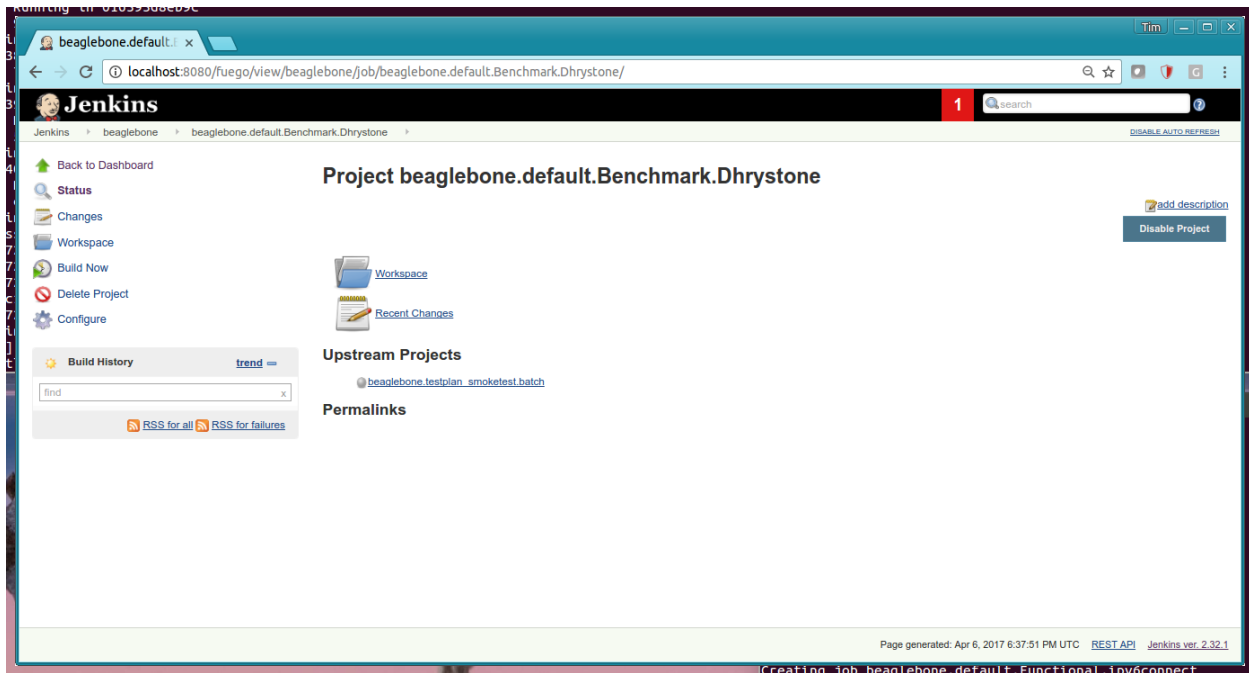 Running in 010393d8eb9c
Tim
beaglebone.default.B
localhost:8080/fuego/view/beaglebone/job/beaglebone.default.Benchmark.Dhrystone/
Jenkins
1
search
Jenkins
beaglebone
beaglebone.default.Benchmark.Dhrystone
DISABLE AUTO REFRESH
Back to Dashboard
Status
Changes
Workspace
Build Now
Delete Project
Configure
Build History
trend
find
x
RSS for all
RSS for failures
Project beaglebone.default.Benchmark.Dhrystone
add description
Disable Project
Workspace
Recent Changes
Upstream Projects
beaglebone.testplan_smoketest.batch
Permalinks
Page generated: Apr 6, 2017 6:37:51 PM UTC
REST API
Jenkins ver. 2.32.1
Creating job beaglebone.default.Functional.ipv6connect